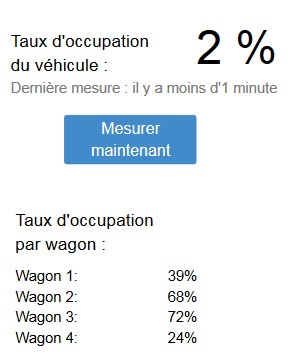 Taux d'occupation
du véhicule :
2 %
Dernière mesure : il y a moins d'1 minute
Mesurer
maintenant
Taux d'occupation
par wagon :
Wagon 1: 39%
Wagon 2: 68%
Wagon 3: 72%
Wagon 4: 24%